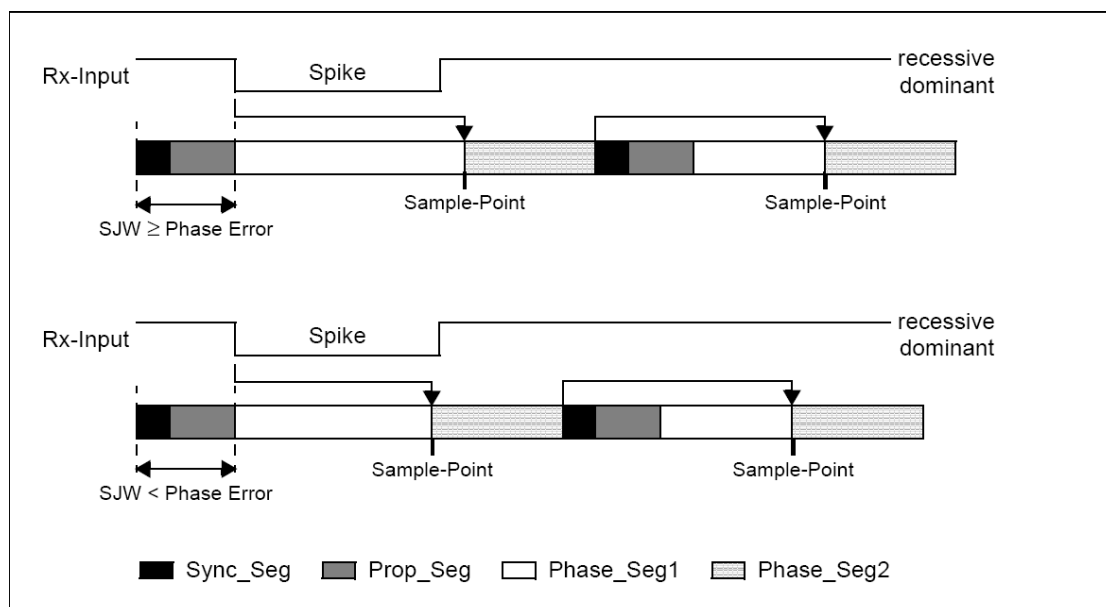 Rx-Input
Spike
recessive
dominant
Sample-Point
Sample-Point
SJW ≥ Phase Error
Rx-Input
Spike
recessive
dominant
Sample-Point
Sample-Point
SJW < Phase Error
Sync_Seg
Prop_Seg
Phase_Seg1
Phase_Seg2